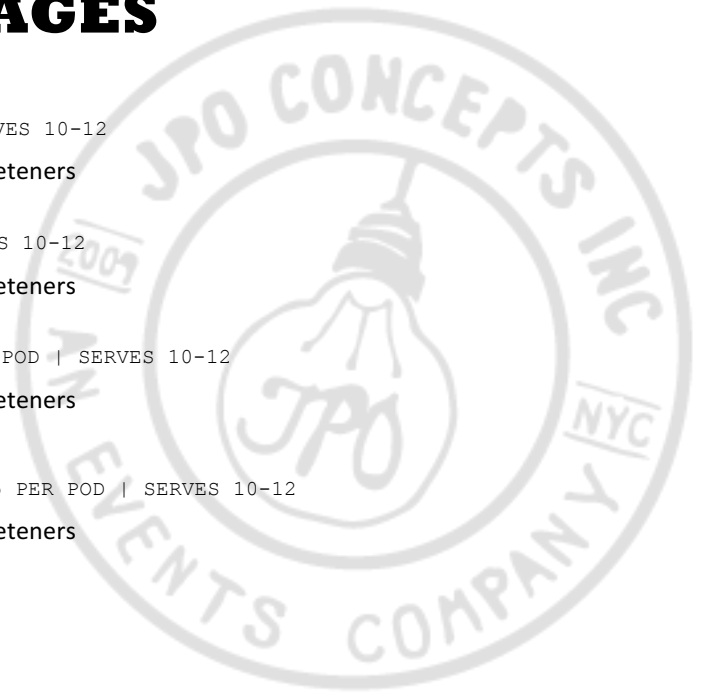 AGES
VES 10-12
eteners
S 10-12
eteners
POD | SERVES 10-12
eteners
PER POD | SERVES 10-12
eteners
JPO CONCEPTS INC
2009
NYC
JPO
AN EVENTS COMPANY